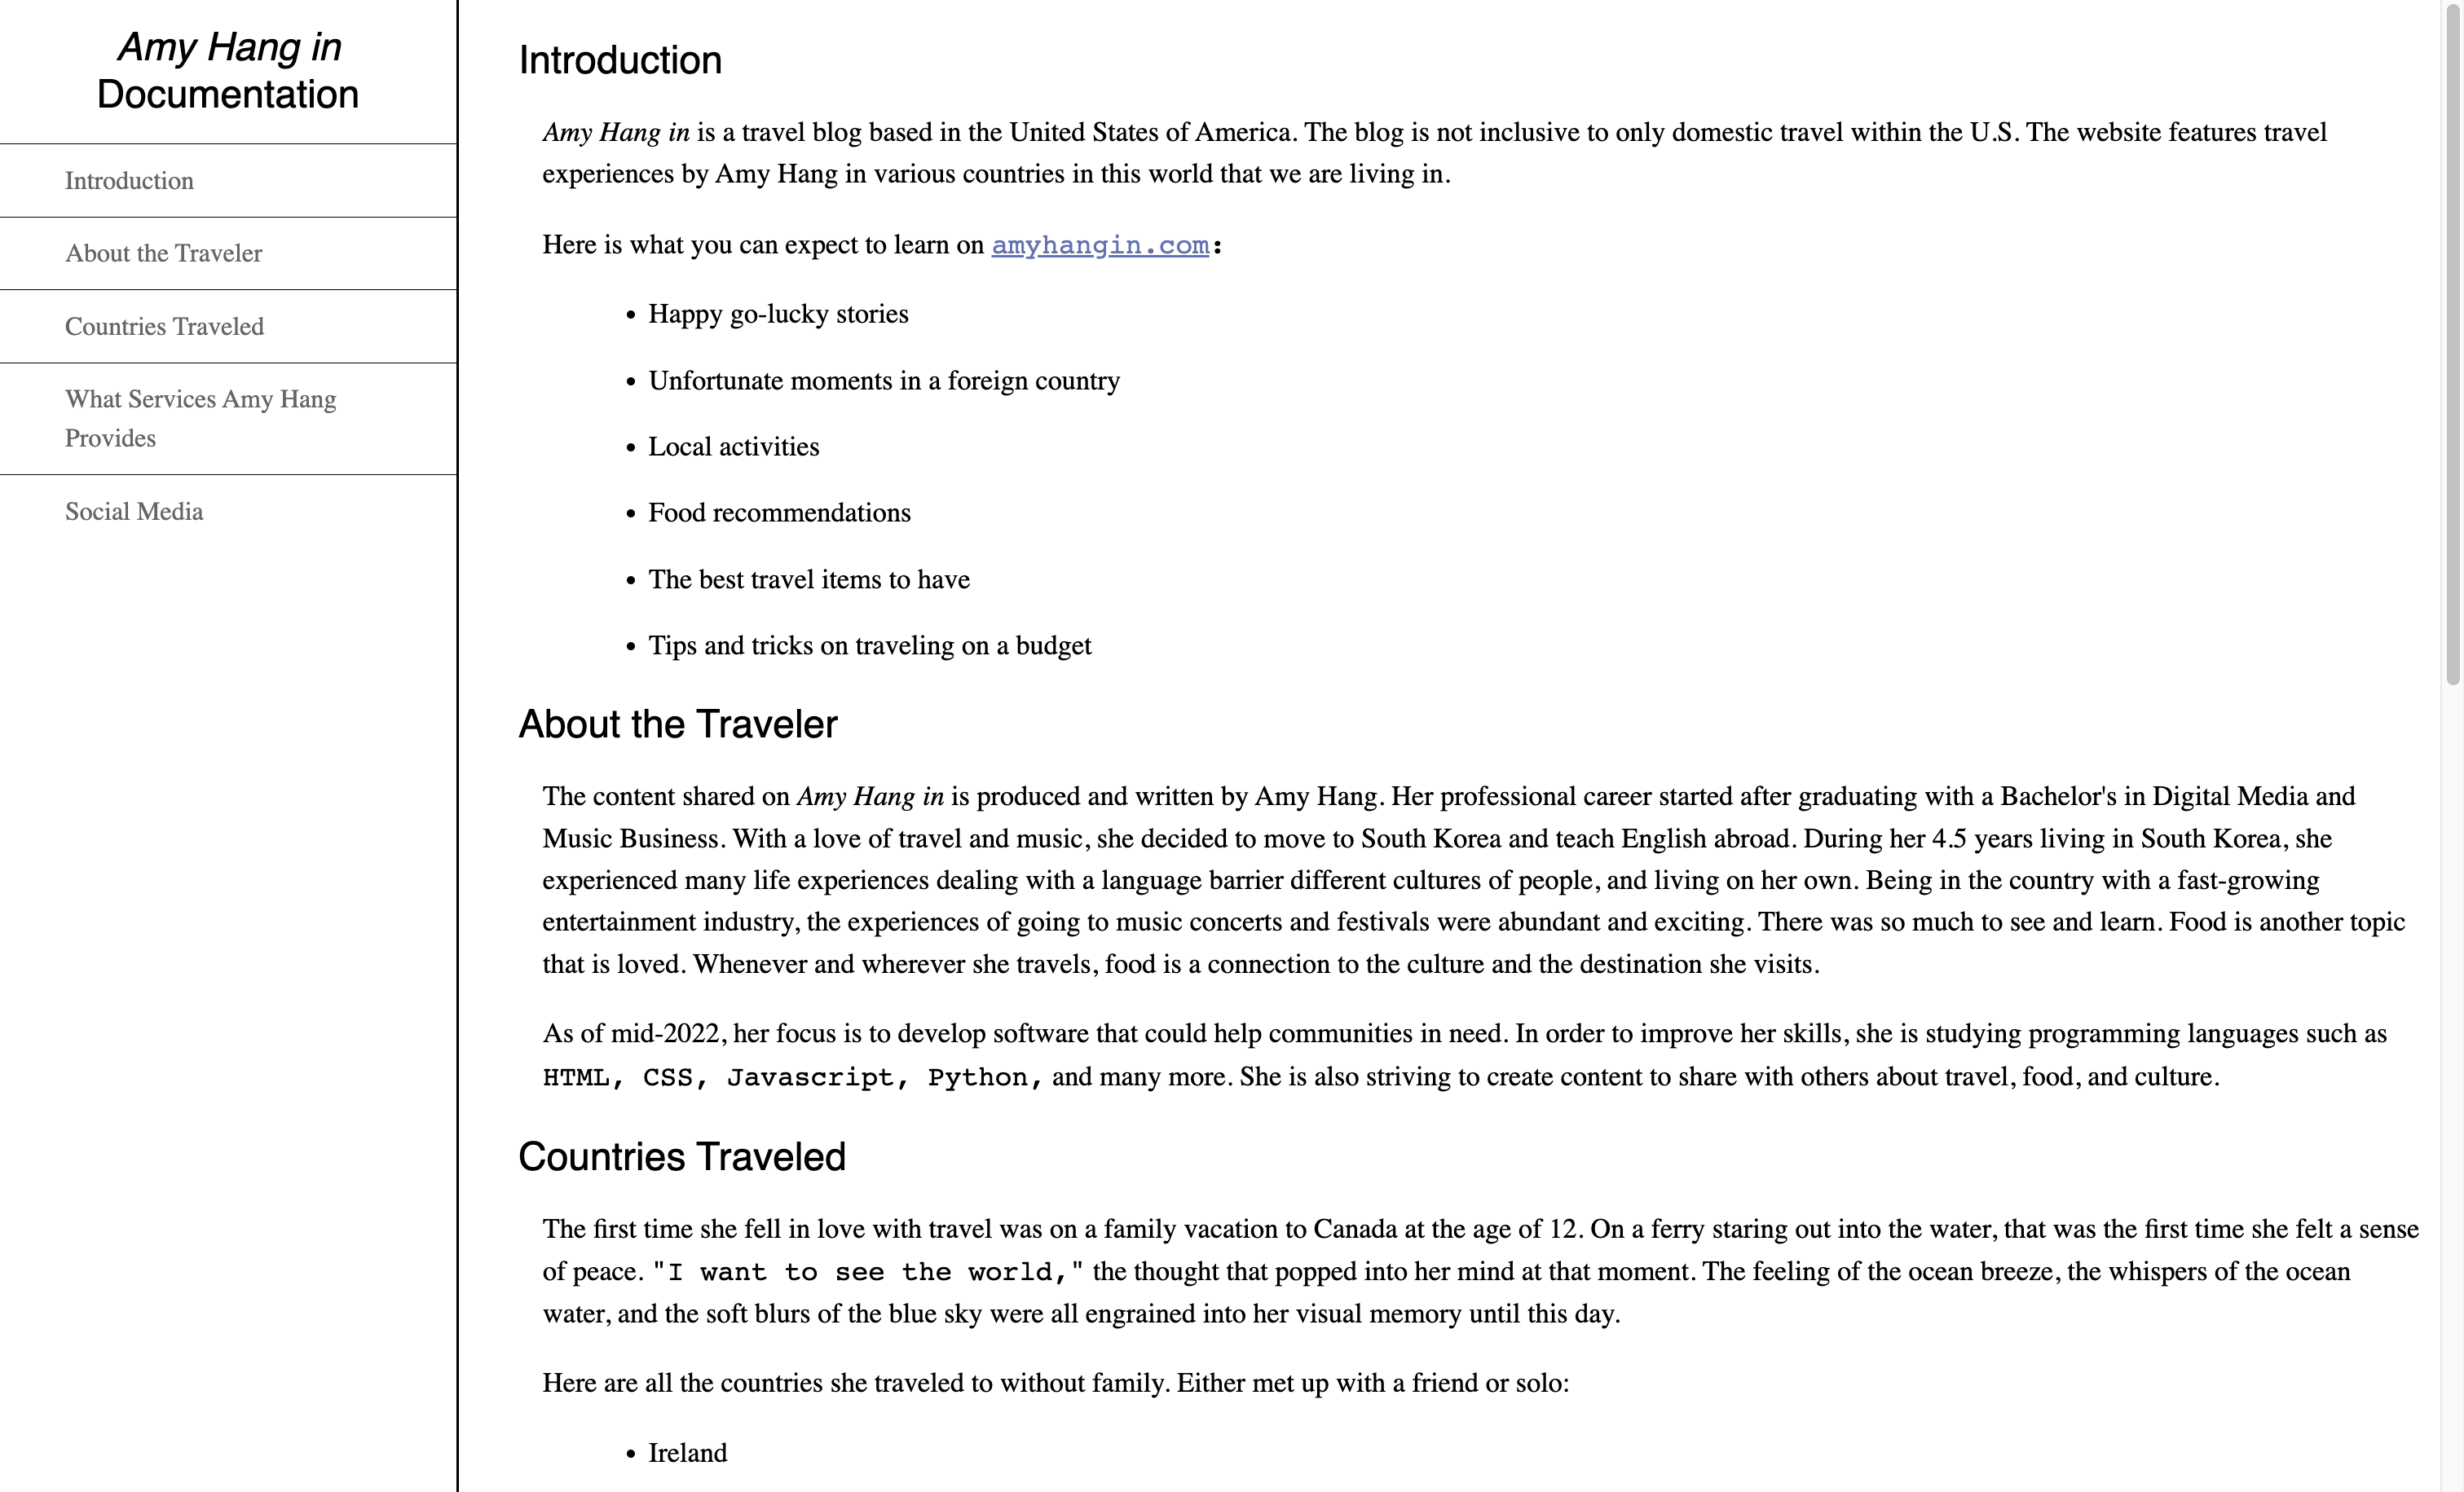 Amy Hang in
Documentation
Introduction
About the Traveler
Countries Traveled
What Services Amy Hang
Provides
Social Media
Introduction
Amy Hang in is a travel blog based in the United States of America. The blog is not inclusive to only domestic travel within the U.S. The website features travel
experiences by Amy Hang in various countries in this world that we are living in.
Here is what you can expect to learn on amyhangin.com:
• Happy go-lucky stories
• Unfortunate moments in a foreign country
• Local activities
• Food recommendations
• The best travel items to have
• Tips and tricks on traveling on a budget
About the Traveler
The content shared on Amy Hang in is produced and written by Amy Hang. Her professional career started after graduating with a Bachelor's in Digital Media and
Music Business. With a love of travel and music, she decided to move to South Korea and teach English abroad. During her 4.5 years living in South Korea, she
experienced many life experiences dealing with a language barrier different cultures of people, and living on her own. Being in the country with a fast-growing
entertainment industry, the experiences of going to music concerts and festivals were abundant and exciting. There was so much to see and learn. Food is another topic
that is loved. Whenever and wherever she travels, food is a connection to the culture and the destination she visits.
As of mid-2022, her focus is to develop software that could help communities in need. In order to improve her skills, she is studying programming languages such as
HTML, CSS, Javascript, Python, and many more. She is also striving to create content to share with others about travel, food, and culture.
Countries Traveled
The first time she fell in love with travel was on a family vacation to Canada at the age of 12. On a ferry staring out into the water, that was the first time she felt a sense
of peace. "I want to see the world," the thought that popped into her mind at that moment. The feeling of the ocean breeze, the whispers of the ocean
water, and the soft blurs of the blue sky were all engrained into her visual memory until this day.
Here are all the countries she traveled to without family. Either met up with a friend or solo:
• Ireland